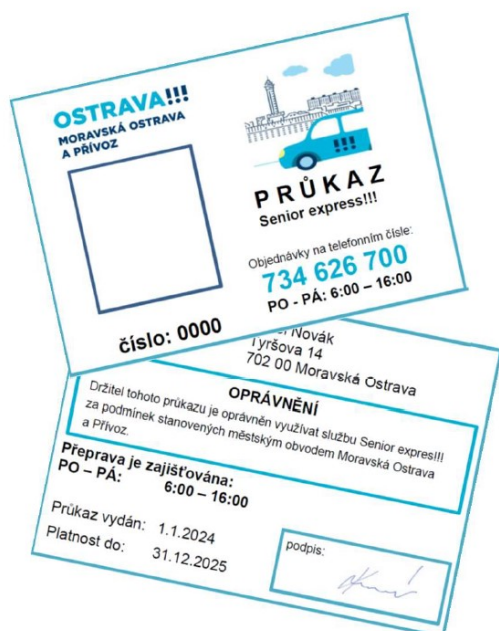 OSTRAVA!!!
MORAVSKÁ OSTRAVA
A PŘÍVOZ
!!!
PRŮKAZ
Senior express!!!
Objednávky na telefonním čísle:
734 626 700
PO - PÁ: 6:00 – 16:00
číslo: 0000
Novák
Tyršova 14
702 00 Moravská Ostrava
OPRÁVNĚNÍ
Držitel tohoto průkazu je oprávněn využívat službu Senior expres!!!
za podmínek stanovených městským obvodem Moravská Ostrava
a Přívoz.
Přeprava je zajišťována:
PO – PÁ: 6:00 – 16:00
Průkaz vydán: 1.1.2024
Platnost do: 31.12.2025
podpis: